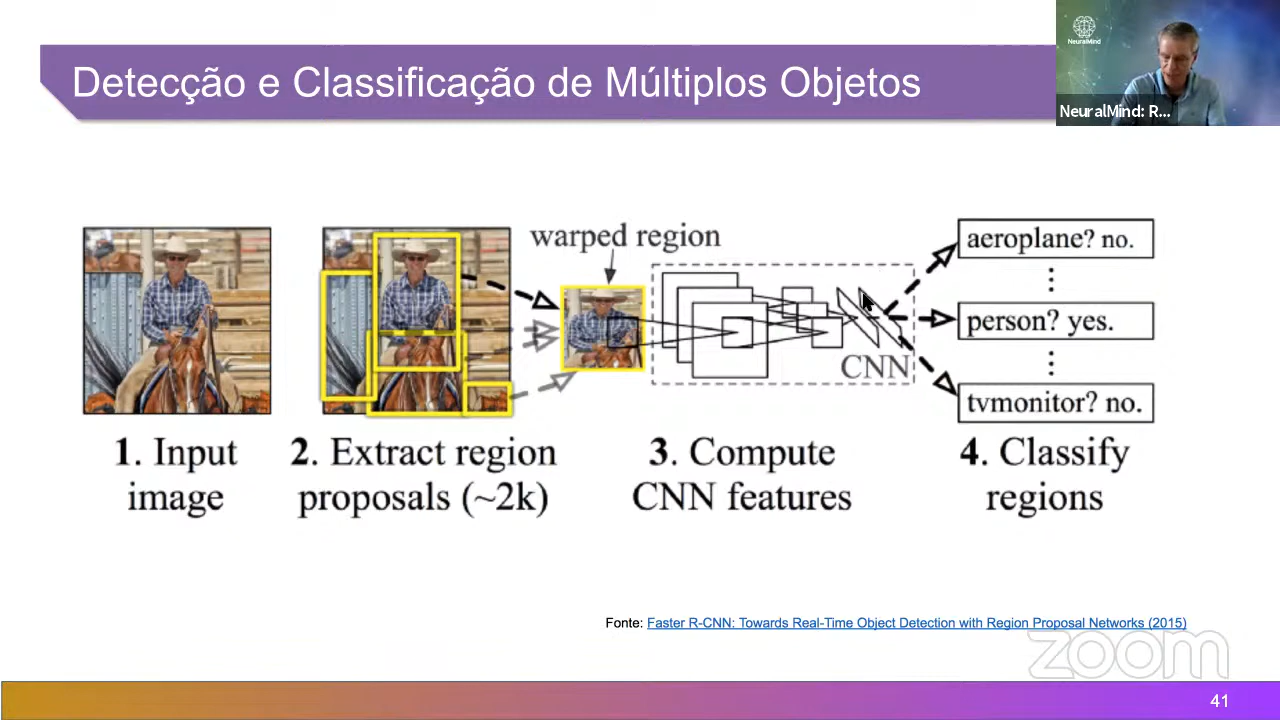 Detecção e Classificação de Múltiplos Objetos
NeuralMind
NeuralMind: R...
warped region
aeroplane? no.
person? yes.
CNN
tvmonitor? no.
1. Input
image
2. Extract region
proposals (~2k)
3. Compute
CNN features
4. Classify
regions
Fonte: Faster R-CNN: Towards Real-Time Object Detection with Region Proposal Networks (2015)
zoom
41